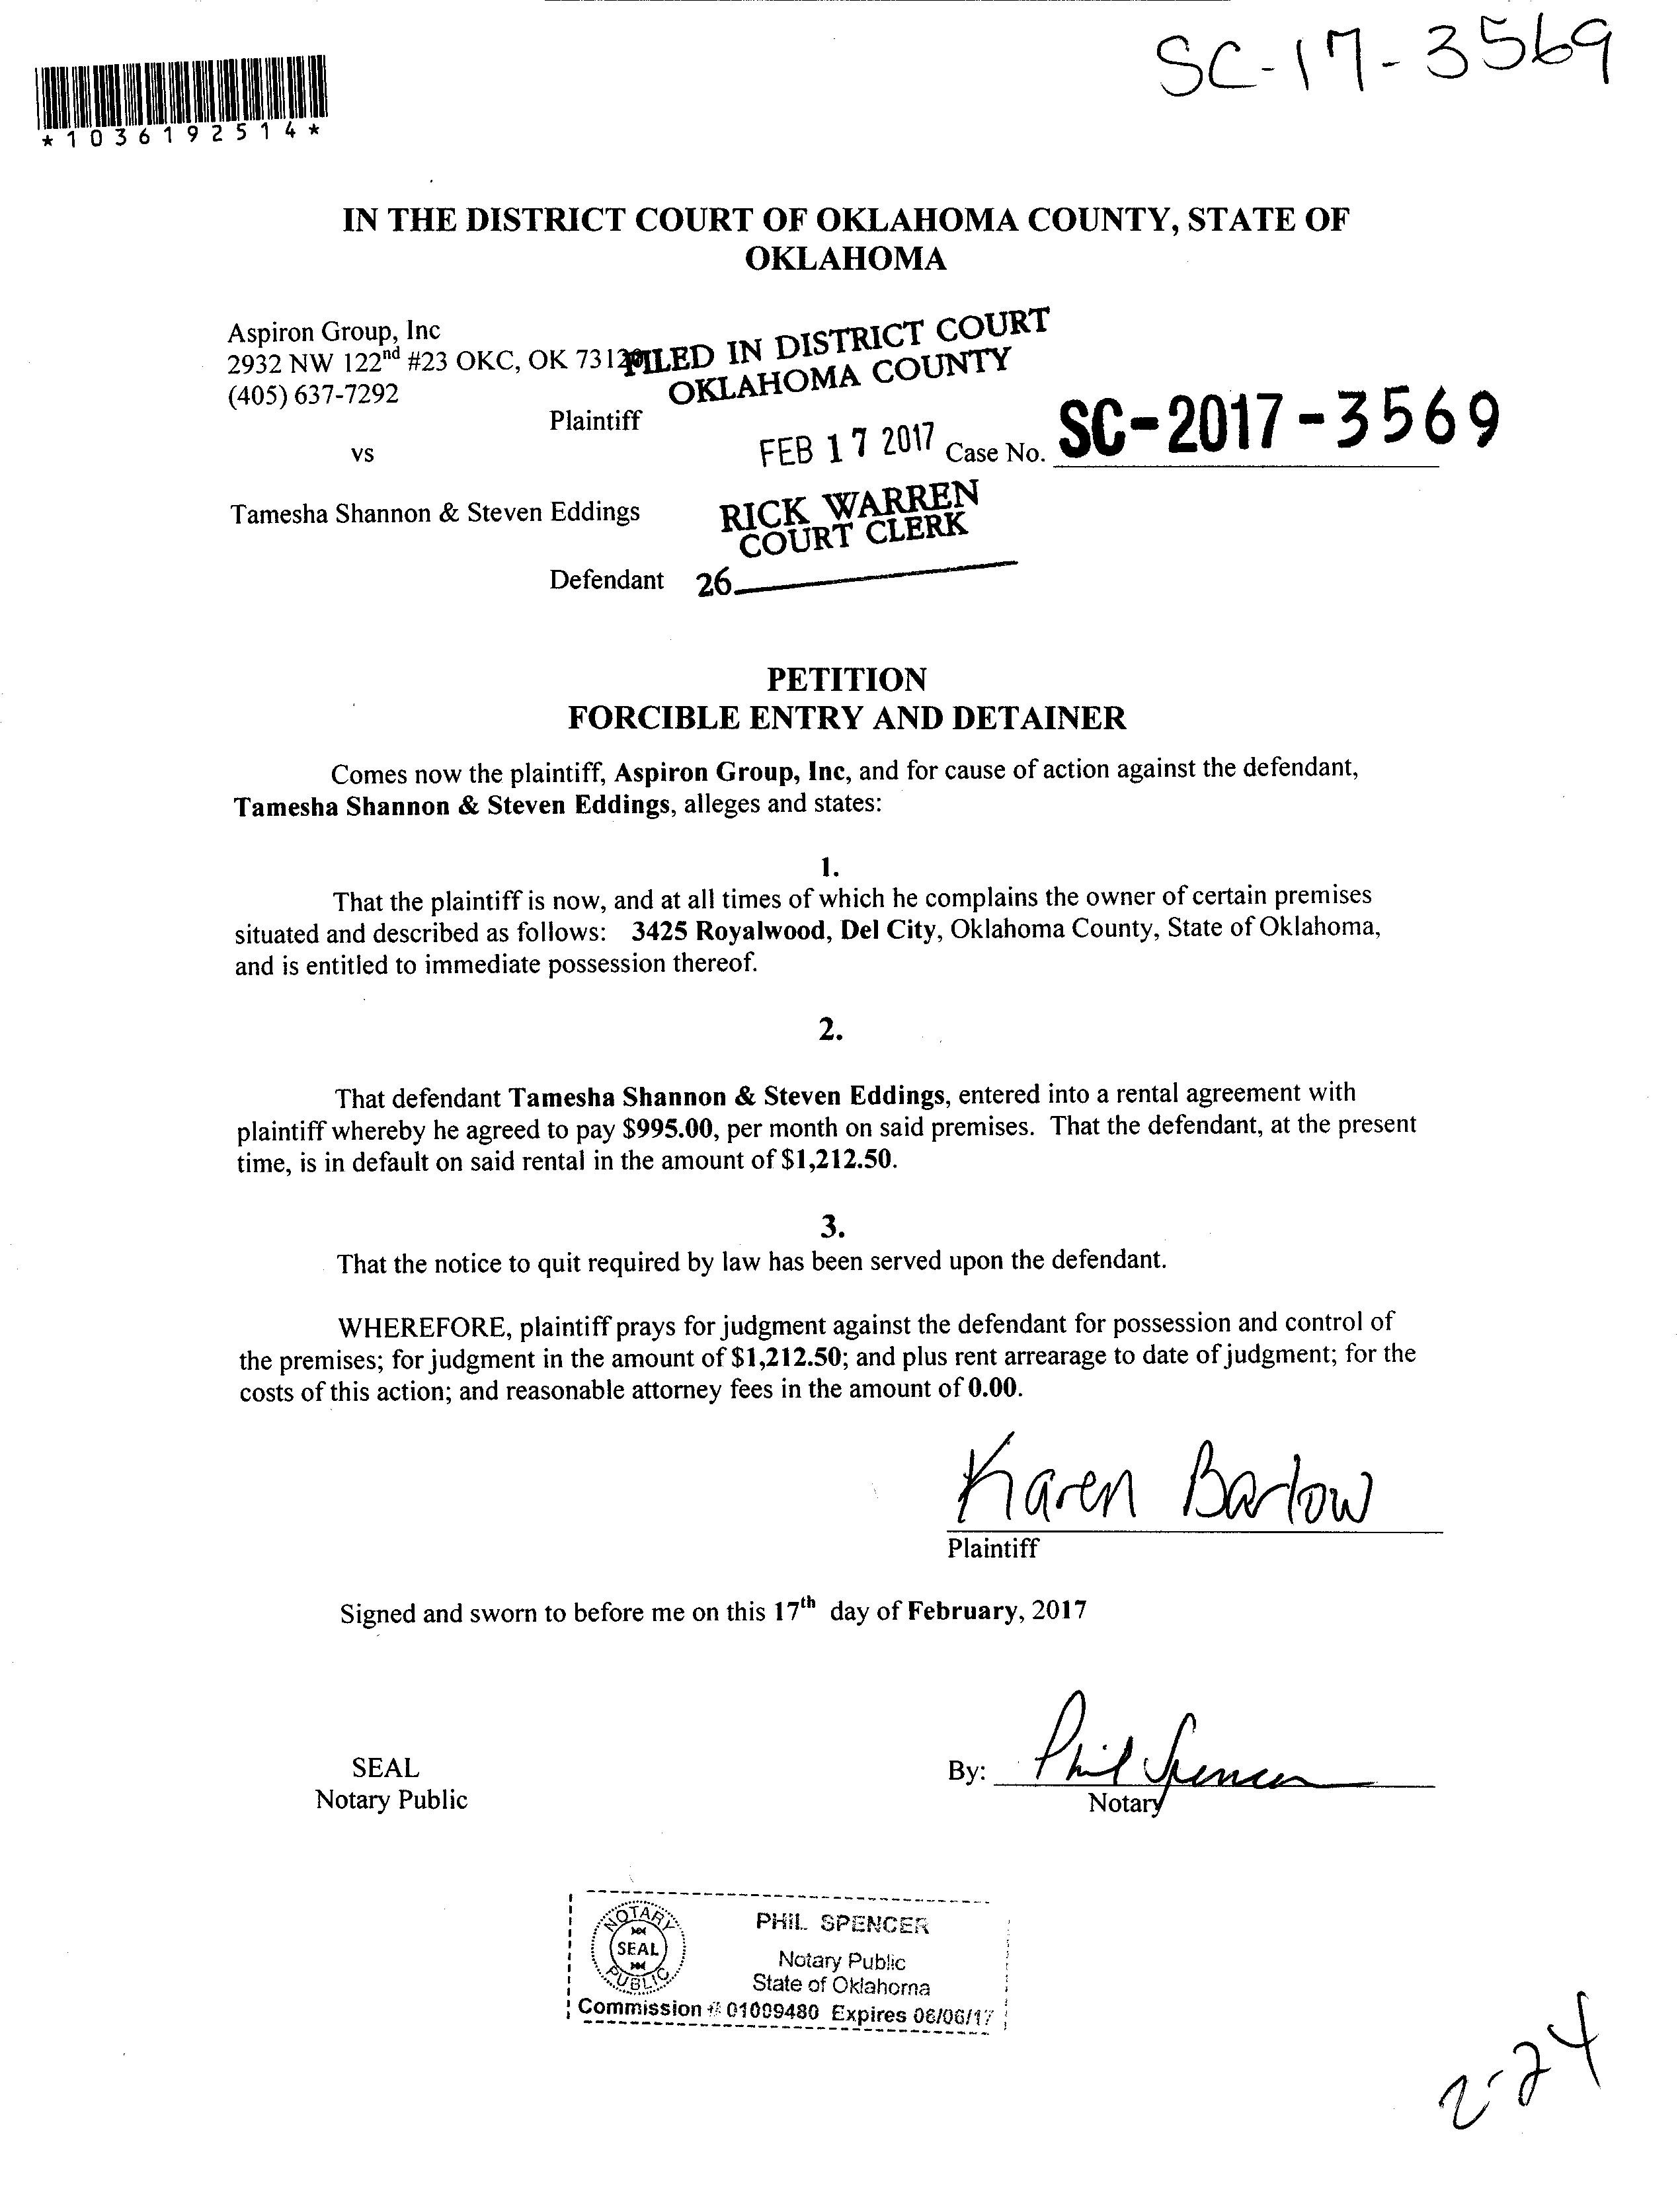 SC-17-3569
*1036192514*
IN THE DISTRICT COURT OF OKLAHOMA COUNTY, STATE OF
OKLAHOMA
Aspiron Group, Inc
2932 NW 122nd #23 OKC, OK 7312
(405) 637-7292
Plaintiff
vs
Tamesha Shannon & Steven Eddings
Defendant
FILED IN DISTRICT COURT
OKLAHOMA COUNTY
FEB 17 2017
RICK WARREN
COURT CLERK
26
Case No. SC-2017-3569
PETITION
FORCIBLE ENTRY AND DETAINER
Comes now the plaintiff, Aspiron Group, Inc, and for cause of action against the defendant,
Tamesha Shannon & Steven Eddings, alleges and states:
1.
That the plaintiff is now, and at all times of which he complains the owner of certain premises
situated and described as follows: 3425 Royalwood, Del City, Oklahoma County, State of Oklahoma,
and is entitled to immediate possession thereof.
2.
That defendant Tamesha Shannon & Steven Eddings, entered into a rental agreement with
plaintiff whereby he agreed to pay $995.00, per month on said premises. That the defendant, at the present
time, is in default on said rental in the amount of $1,212.50.
3.
That the notice to quit required by law has been served upon the defendant.
WHEREFORE, plaintiff prays for judgment against the defendant for possession and control of
the premises; for judgment in the amount of $1,212.50; and plus rent arrearage to date of judgment; for the
costs of this action; and reasonable attorney fees in the amount of 0.00.
Karen Barlow
Plaintiff
Signed and sworn to before me on this 17th day of February, 2017
SEAL
Notary Public
By: Phil Spencer
Notary
NOTARY
SEAL
PUBLIC
PHIL SPENCER
Notary Public
State of Oklahoma
Commission # 01009480 Expires 06/06/17
2-24